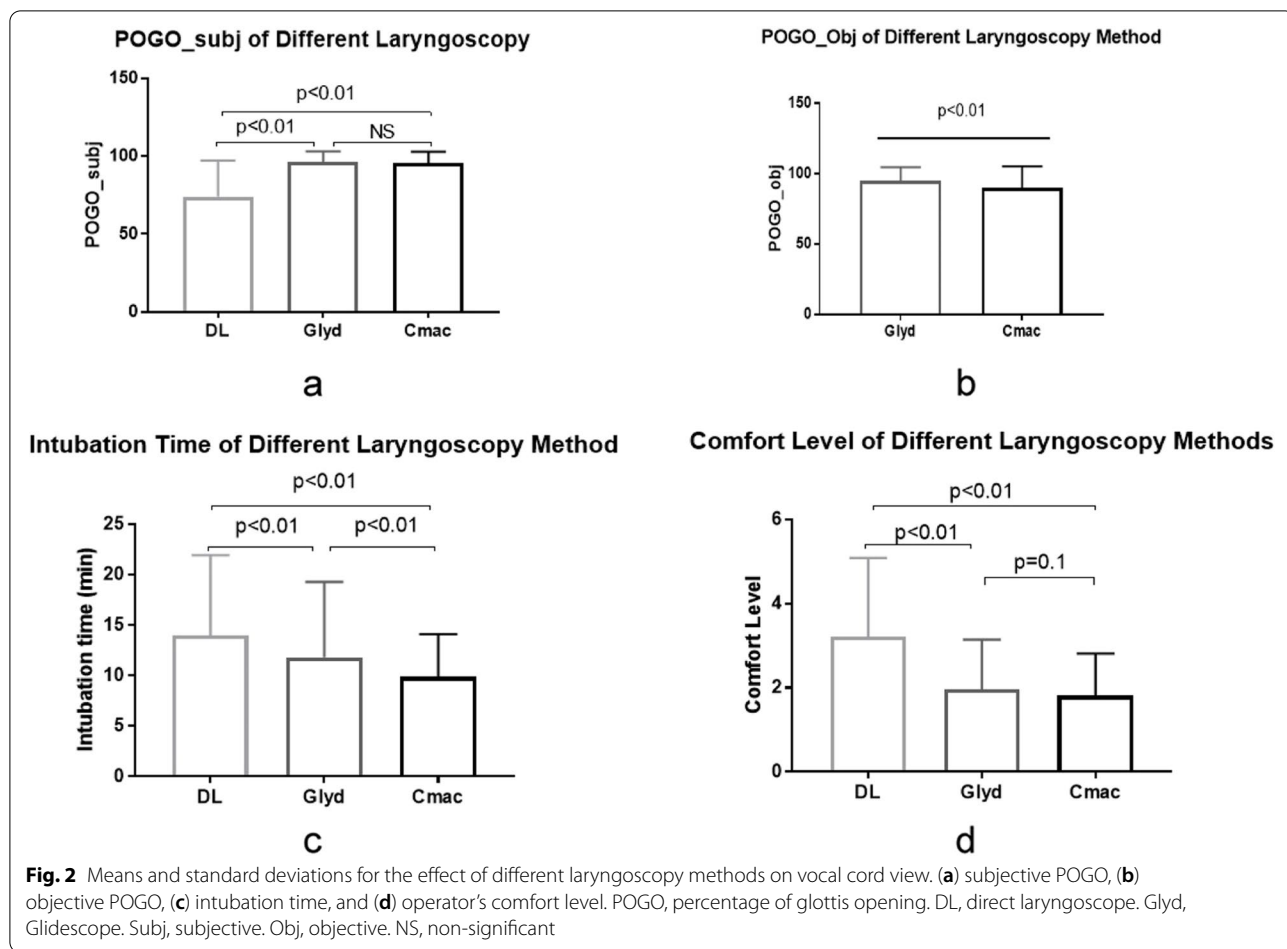 POGO_subj of Different Laryngoscopy
150
100
50
0
POGO_subj
p<0.01
p<0.01
NS
DL
Glyd
Cmac
a
POGO_Obj of Different Laryngoscopy Method
150
100
50
0
POGO_obj
p<0.01
Glyd
Cmac
b
Intubation Time of Different Laryngoscopy Method
25
20
15
10
5
0
Intubation time (min)
p<0.01
p<0.01
p<0.01
DL
Glyd
Cmac
c
Comfort Level of Different Laryngoscopy Methods
6
4
2
0
Comfort Level
p<0.01
p<0.01
p=0.1
DL
Glyd
Cmac
d
Fig. 2 Means and standard deviations for the effect of different laryngoscopy methods on vocal cord view. (a) subjective POGO, (b)
objective POGO, (c) intubation time, and (d) operator's comfort level. POGO, percentage of glottis opening. DL, direct laryngoscope. Glyd,
Glidescope. Subj, subjective. Obj, objective. NS, non-significant